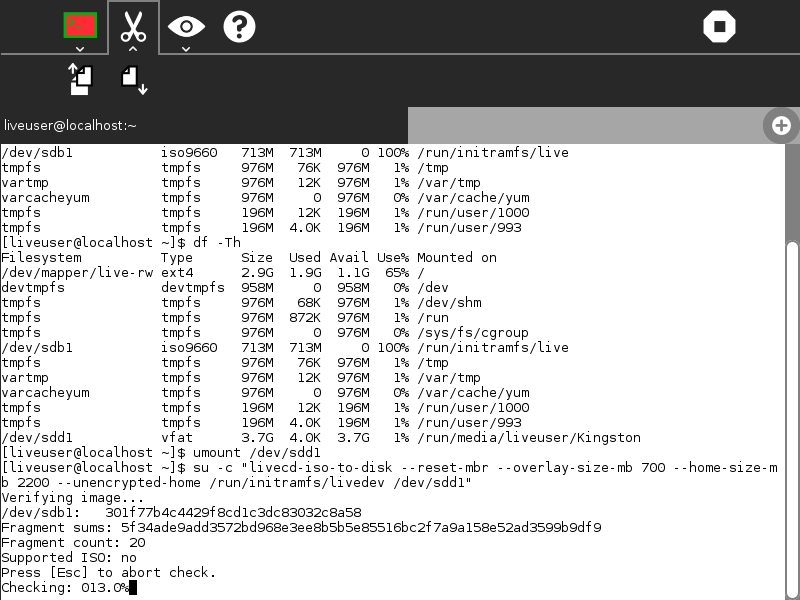 liveuser@localhost:~
/dev/sdb1 iso9660 713M 713M 0 100% /run/initramfs/live
tmpfs tmpfs 976M 76K 976M 1% /tmp
vartmp tmpfs 976M 12K 976M 1% /var/tmp
varcacheyum tmpfs 976M 0 976M 0% /var/cache/yum
tmpfs tmpfs 196M 12K 196M 1% /run/user/1000
tmpfs tmpfs 196M 4.0K 196M 1% /run/user/993
[liveuser@localhost ~]$ df -Th
Filesystem Type Size Used Avail Use% Mounted on
/dev/mapper/live-rw ext4 2.9G 1.9G 1.1G 65% /
devtmpfs devtmpfs 958M 0 958M 0% /dev
tmpfs tmpfs 976M 68K 976M 1% /dev/shm
tmpfs tmpfs 976M 872K 976M 1% /run
tmpfs tmpfs 976M 0 976M 0% /sys/fs/cgroup
/dev/sdb1 iso9660 713M 713M 0 100% /run/initramfs/live
tmpfs tmpfs 976M 76K 976M 1% /tmp
vartmp tmpfs 976M 12K 976M 1% /var/tmp
varcacheyum tmpfs 976M 0 976M 0% /var/cache/yum
tmpfs tmpfs 196M 12K 196M 1% /run/user/1000
tmpfs tmpfs 196M 4.0K 196M 1% /run/user/993
/dev/sdd1 vfat 3.7G 4.0K 3.7G 1% /run/media/liveuser/Kingston
[liveuser@localhost ~]$ umount /dev/sdd1
[liveuser@localhost ~]$ su -c "livecd-iso-to-disk --reset-mbr --overlay-size-mb 700 --home-size-m
b 2200 --unencrypted-home /run/initramfs/livedev /dev/sdd1"
Verifying image...
/dev/sdb1: 301f77b4c4429f8cd1c3dc83032c8a58
Fragment sums: 5f34ade9add3572bd968e3ee8b5b5e85516bc2f7a9a158e52ad3599b9df9
Fragment count: 20
Supported ISO: no
Press [Esc] to abort check.
Checking: 013.0%